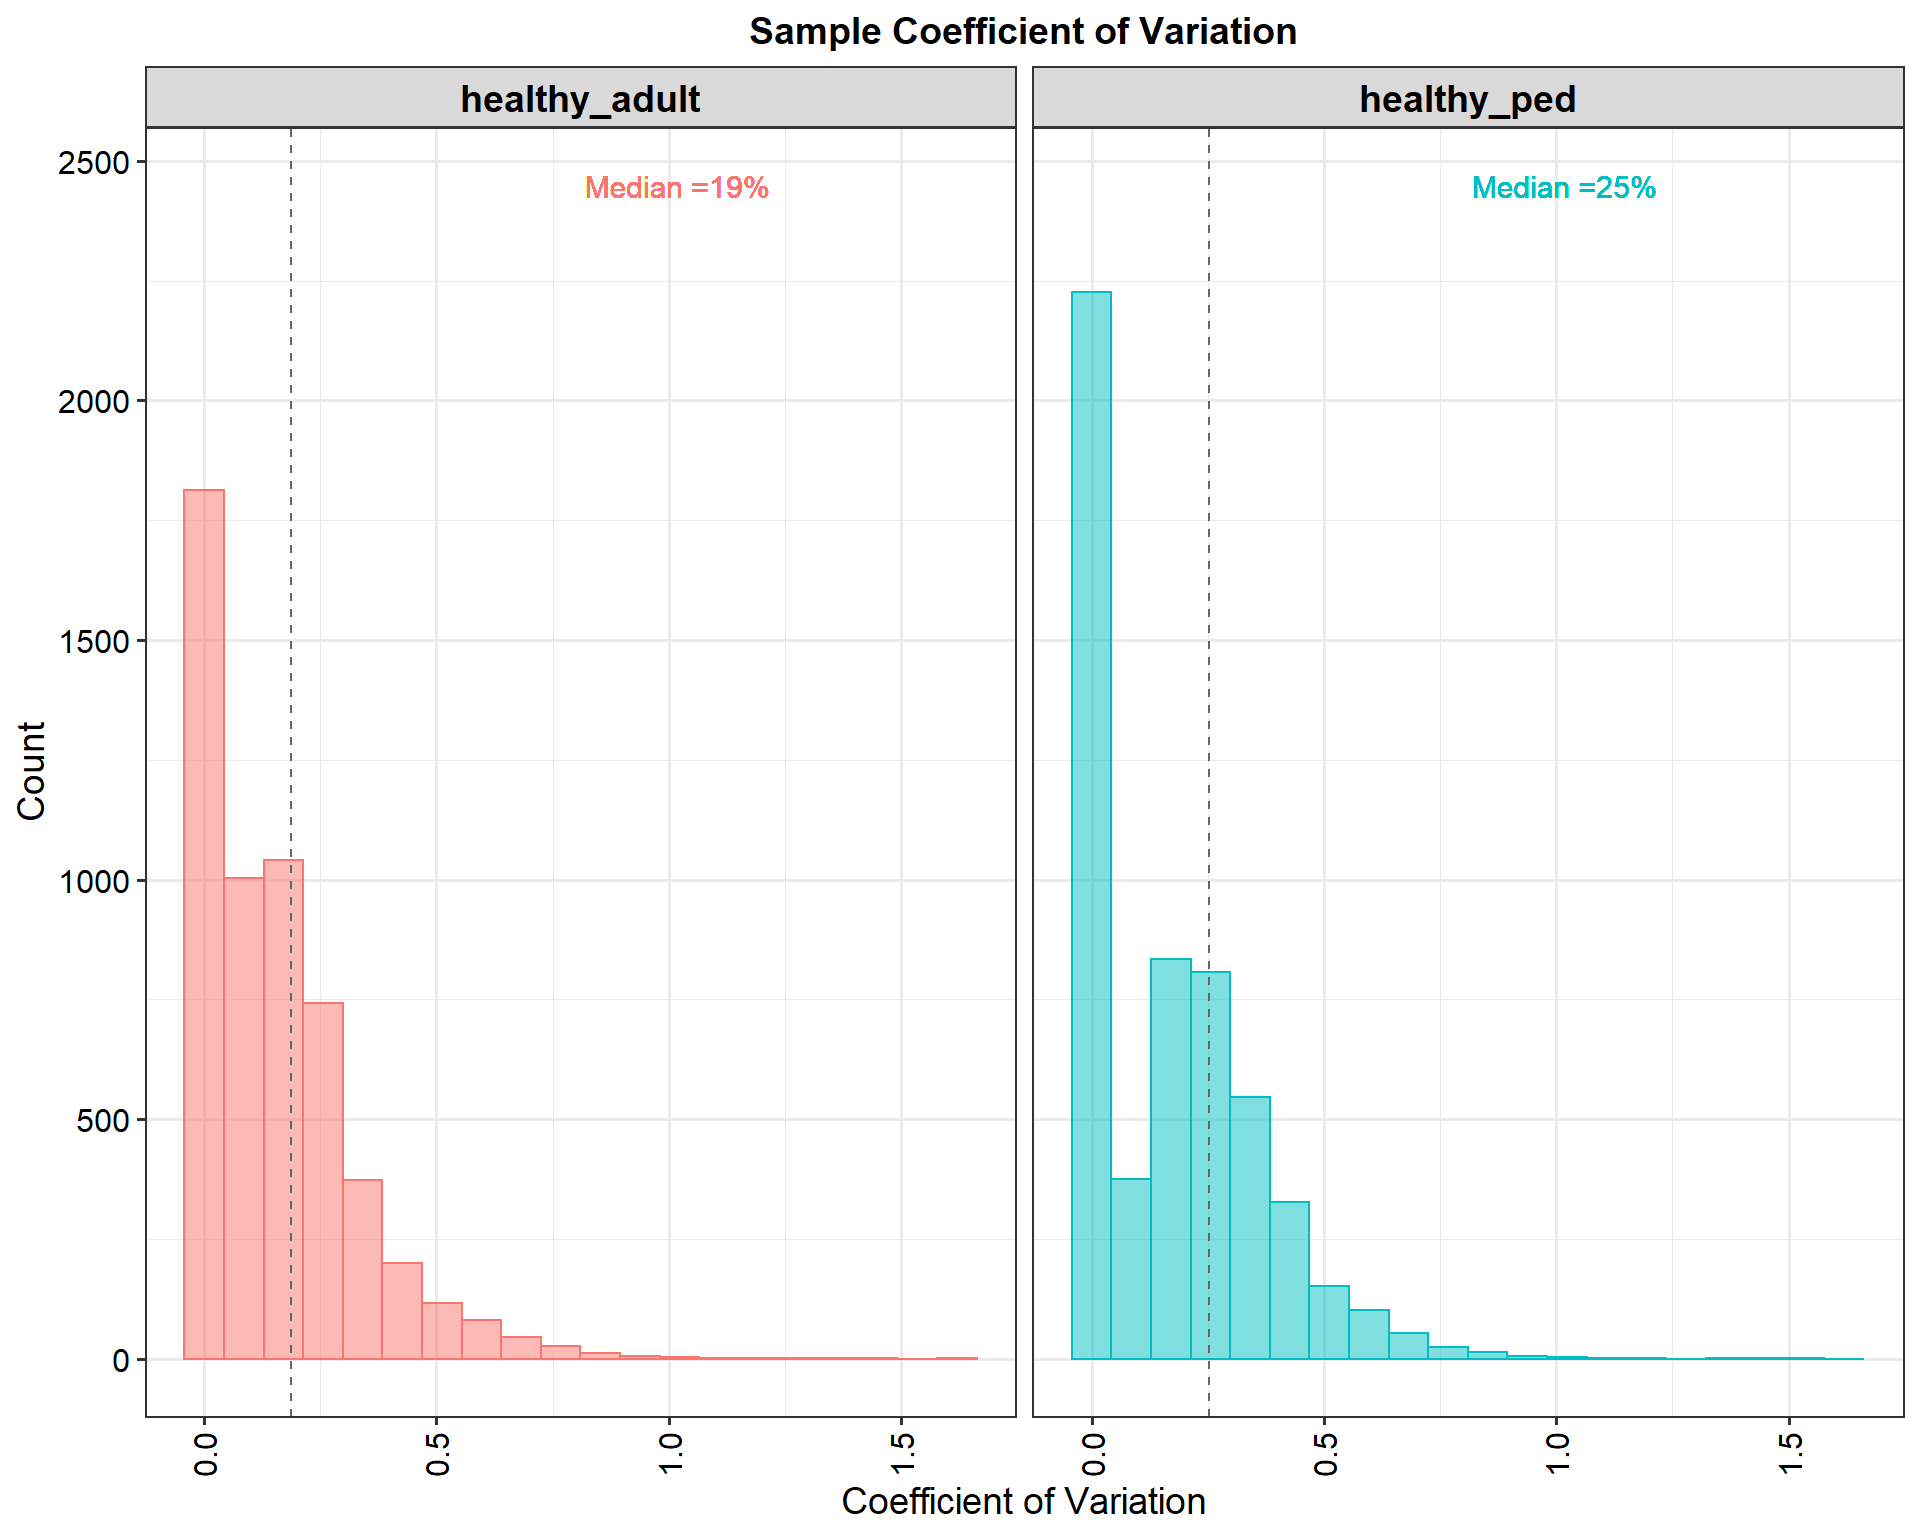 Sample Coefficient of Variation
healthy_adult
healthy_ped
Median =19%
Median =25%
2500
2000
1500
1000
500
0
Count
0.0
0.5
1.0
1.5
0.0
0.5
1.0
1.5
Coefficient of Variation